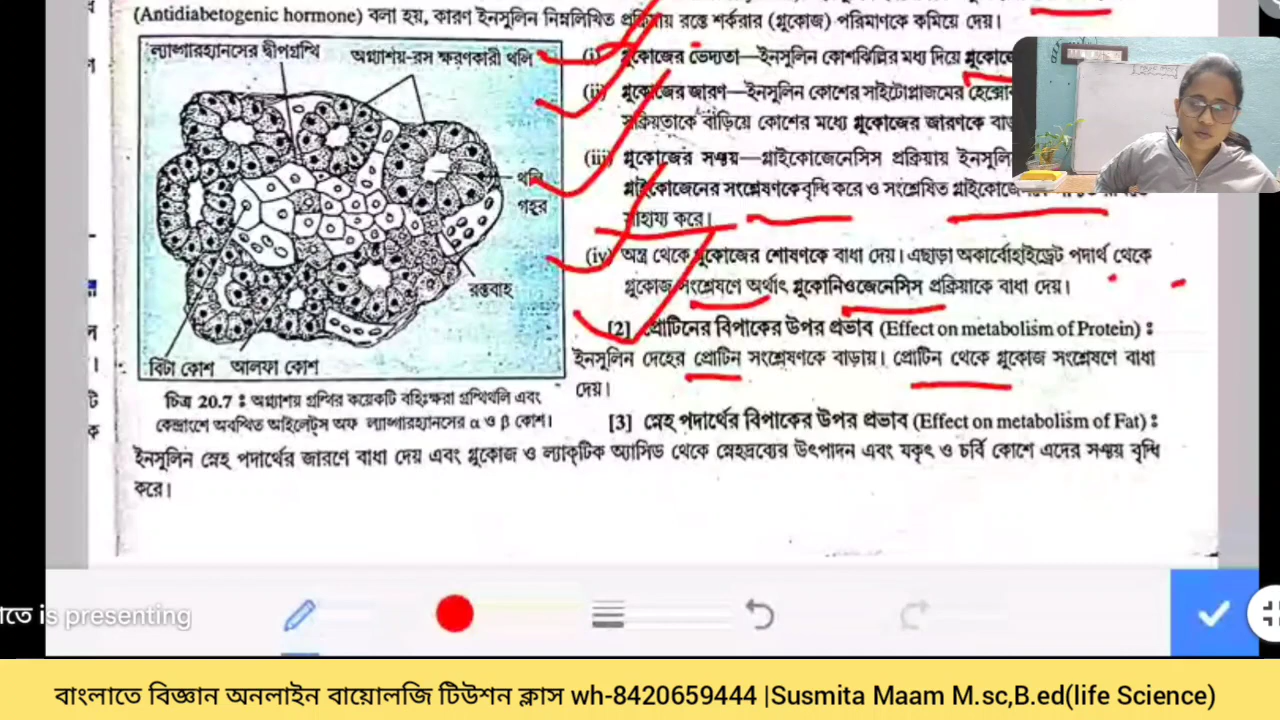 (Antidiabetogenic hormone) বলা হয়, কারণ ইনসুলিন নিম্নলিখিত প্রক্রিয়ায় রক্তে শর্করার (গ্লুকোজ) পরিমাণকে কমিয়ে দেয়।
ল্যাঙ্গারহ্যানসের দ্বীপগ্রন্থি
অগ্ন্যাশয়-রস ক্ষরণকারী থলি
থলি
গহ্বর
রক্তবাহ
বিটা কোশ
আলফা কোশ
চিত্র 20.7 : অগ্ন্যাশয় গ্রন্থির কয়েকটি বহিঃক্ষরা গ্রন্থিথলি এবং
কেন্দ্রাংশে অবস্থিত আইলেট্স অফ ল্যাঙ্গারহ্যানসের α ও β কোশ।
(i) গ্লুকোজের ভেদ্যতা—ইনসুলিন কোশঝিল্লির মধ্য দিয়ে
(ii) গ্লুকোজের জারণ—ইনসুলিন কোশের সাইটোপ্লাজমের
সক্রিয়তাকে বাড়িয়ে কোশের মধ্যে গ্লুকোজের জারণকে
(iii) গ্লুকোজের সঞ্চয়—গ্লাইকোজেনেসিস প্রক্রিয়ায়
গ্লাইকোজেনের সংশ্লেষণকে বৃদ্ধি করে ও সংশ্লেষিত
সাহায্য করে।
(iv) অন্ত্র থেকে গ্লুকোজের শোষণকে বাধা দেয়। এছাড়া অকার্বোহাইড্রেট পদার্থ থেকে
গ্লুকোজ সংশ্লেষণে অর্থাৎ গ্লুকোনিওজেনেসিস প্রক্রিয়াকে বাধা দেয়।
[2] প্রোটিনের বিপাকের উপর প্রভাব (Effect on metabolism of Protein) :
ইনসুলিন দেহের প্রোটিন সংশ্লেষণকে বাড়ায়। প্রোটিন থেকে গ্লুকোজ সংশ্লেষণে বাধা
দেয়।
[3] স্নেহ পদার্থের বিপাকের উপর প্রভাব (Effect on metabolism of Fat) :
ইনসুলিন স্নেহ পদার্থের জারণে বাধা দেয় এবং গ্লুকোজ ও ল্যাক্‌টিক অ্যাসিড থেকে স্নেহদ্রব্যের উৎপাদন এবং যকৃৎ ও চর্বি কোশে এদের সঞ্চয় বৃদ্ধি
করে।
is presenting
বাংলাতে বিজ্ঞান অনলাইন বায়োলজি টিউশন ক্লাস wh-8420659444 |Susmita Maam M.sc,B.ed(life Science)